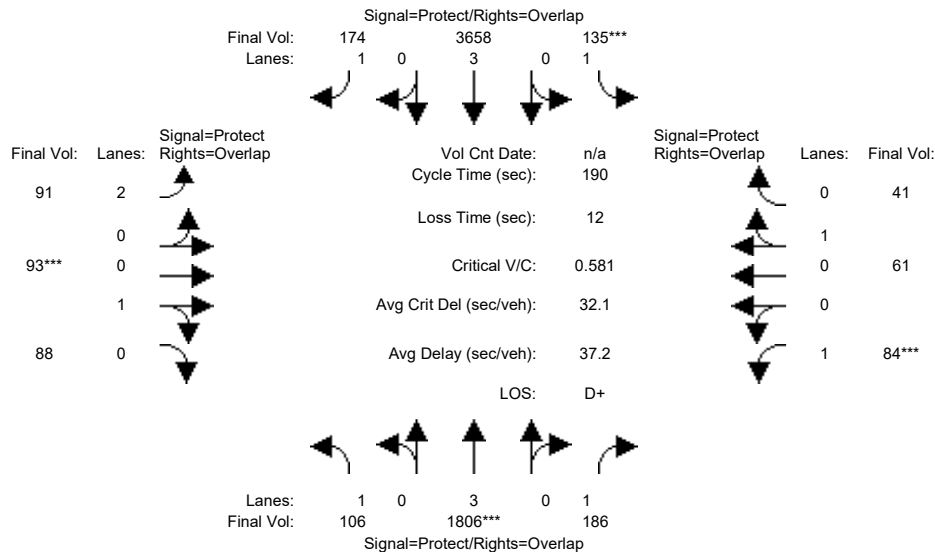 Signal=Protect/Rights=Overlap
Final Vol: 174 3658 135***
Lanes: 1 0 3 0 1
Signal=Protect Signal=Protect
Final Vol: Lanes: Rights=Overlap Vol Cnt Date: n/a Rights=Overlap Lanes: Final Vol:
Cycle Time (sec): 190
91 2 0 41
Loss Time (sec): 12
0 1
93*** 0 Critical V/C: 0.581 0 61
1 Avg Crit Del (sec/veh): 32.1 0
88 0 Avg Delay (sec/veh): 37.2 1 84***
LOS: D+
Lanes: 1 0 3 0 1
Final Vol: 106 1806*** 186
Signal=Protect/Rights=Overlap